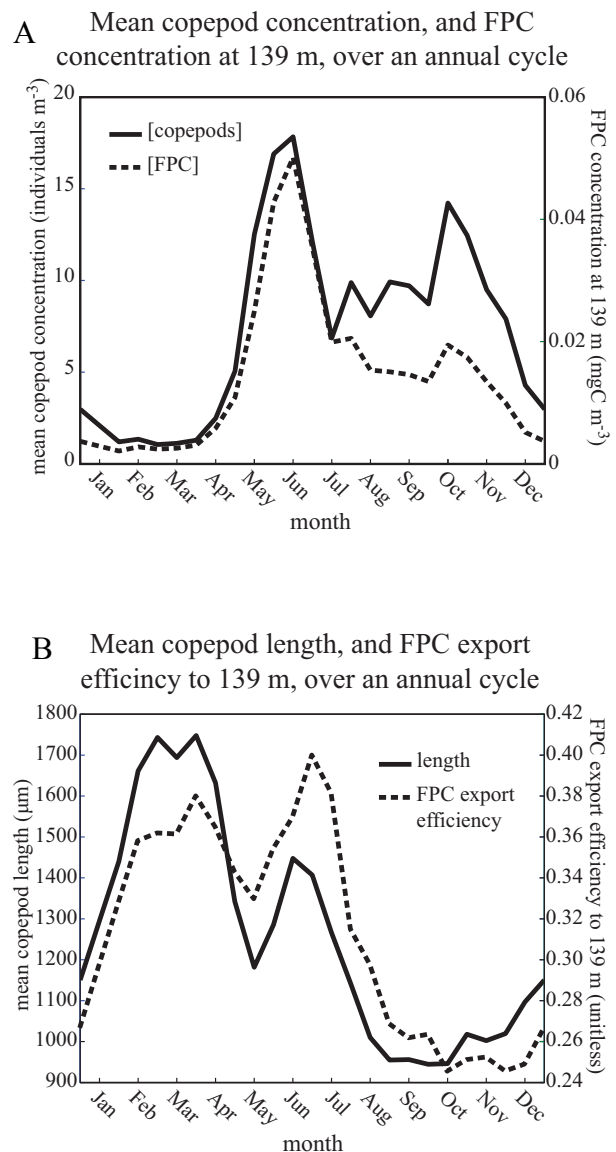 A
Mean copepod concentration, and FPC
concentration at 139 m, over an annual cycle
mean copepod concentration (individuals m-3)
20
15
10
5
0
[copepods]
[FPC]
0.06
0.04
0.02
0
FPC concentration at 139 m (mgC m-3)
Jan Feb Mar Apr May Jun Jul Aug Sep Oct Nov Dec
month
B
Mean copepod length, and FPC export
efficincy to 139 m, over an annual cycle
mean copepod length (μm)
1800
1700
1600
1500
1400
1300
1200
1100
1000
900
length
FPC export
efficiency
0.42
0.40
0.38
0.36
0.34
0.32
0.30
0.28
0.26
0.24
FPC export efficiency to 139 m (unitless)
Jan Feb Mar Apr May Jun Jul Aug Sep Oct Nov Dec
month